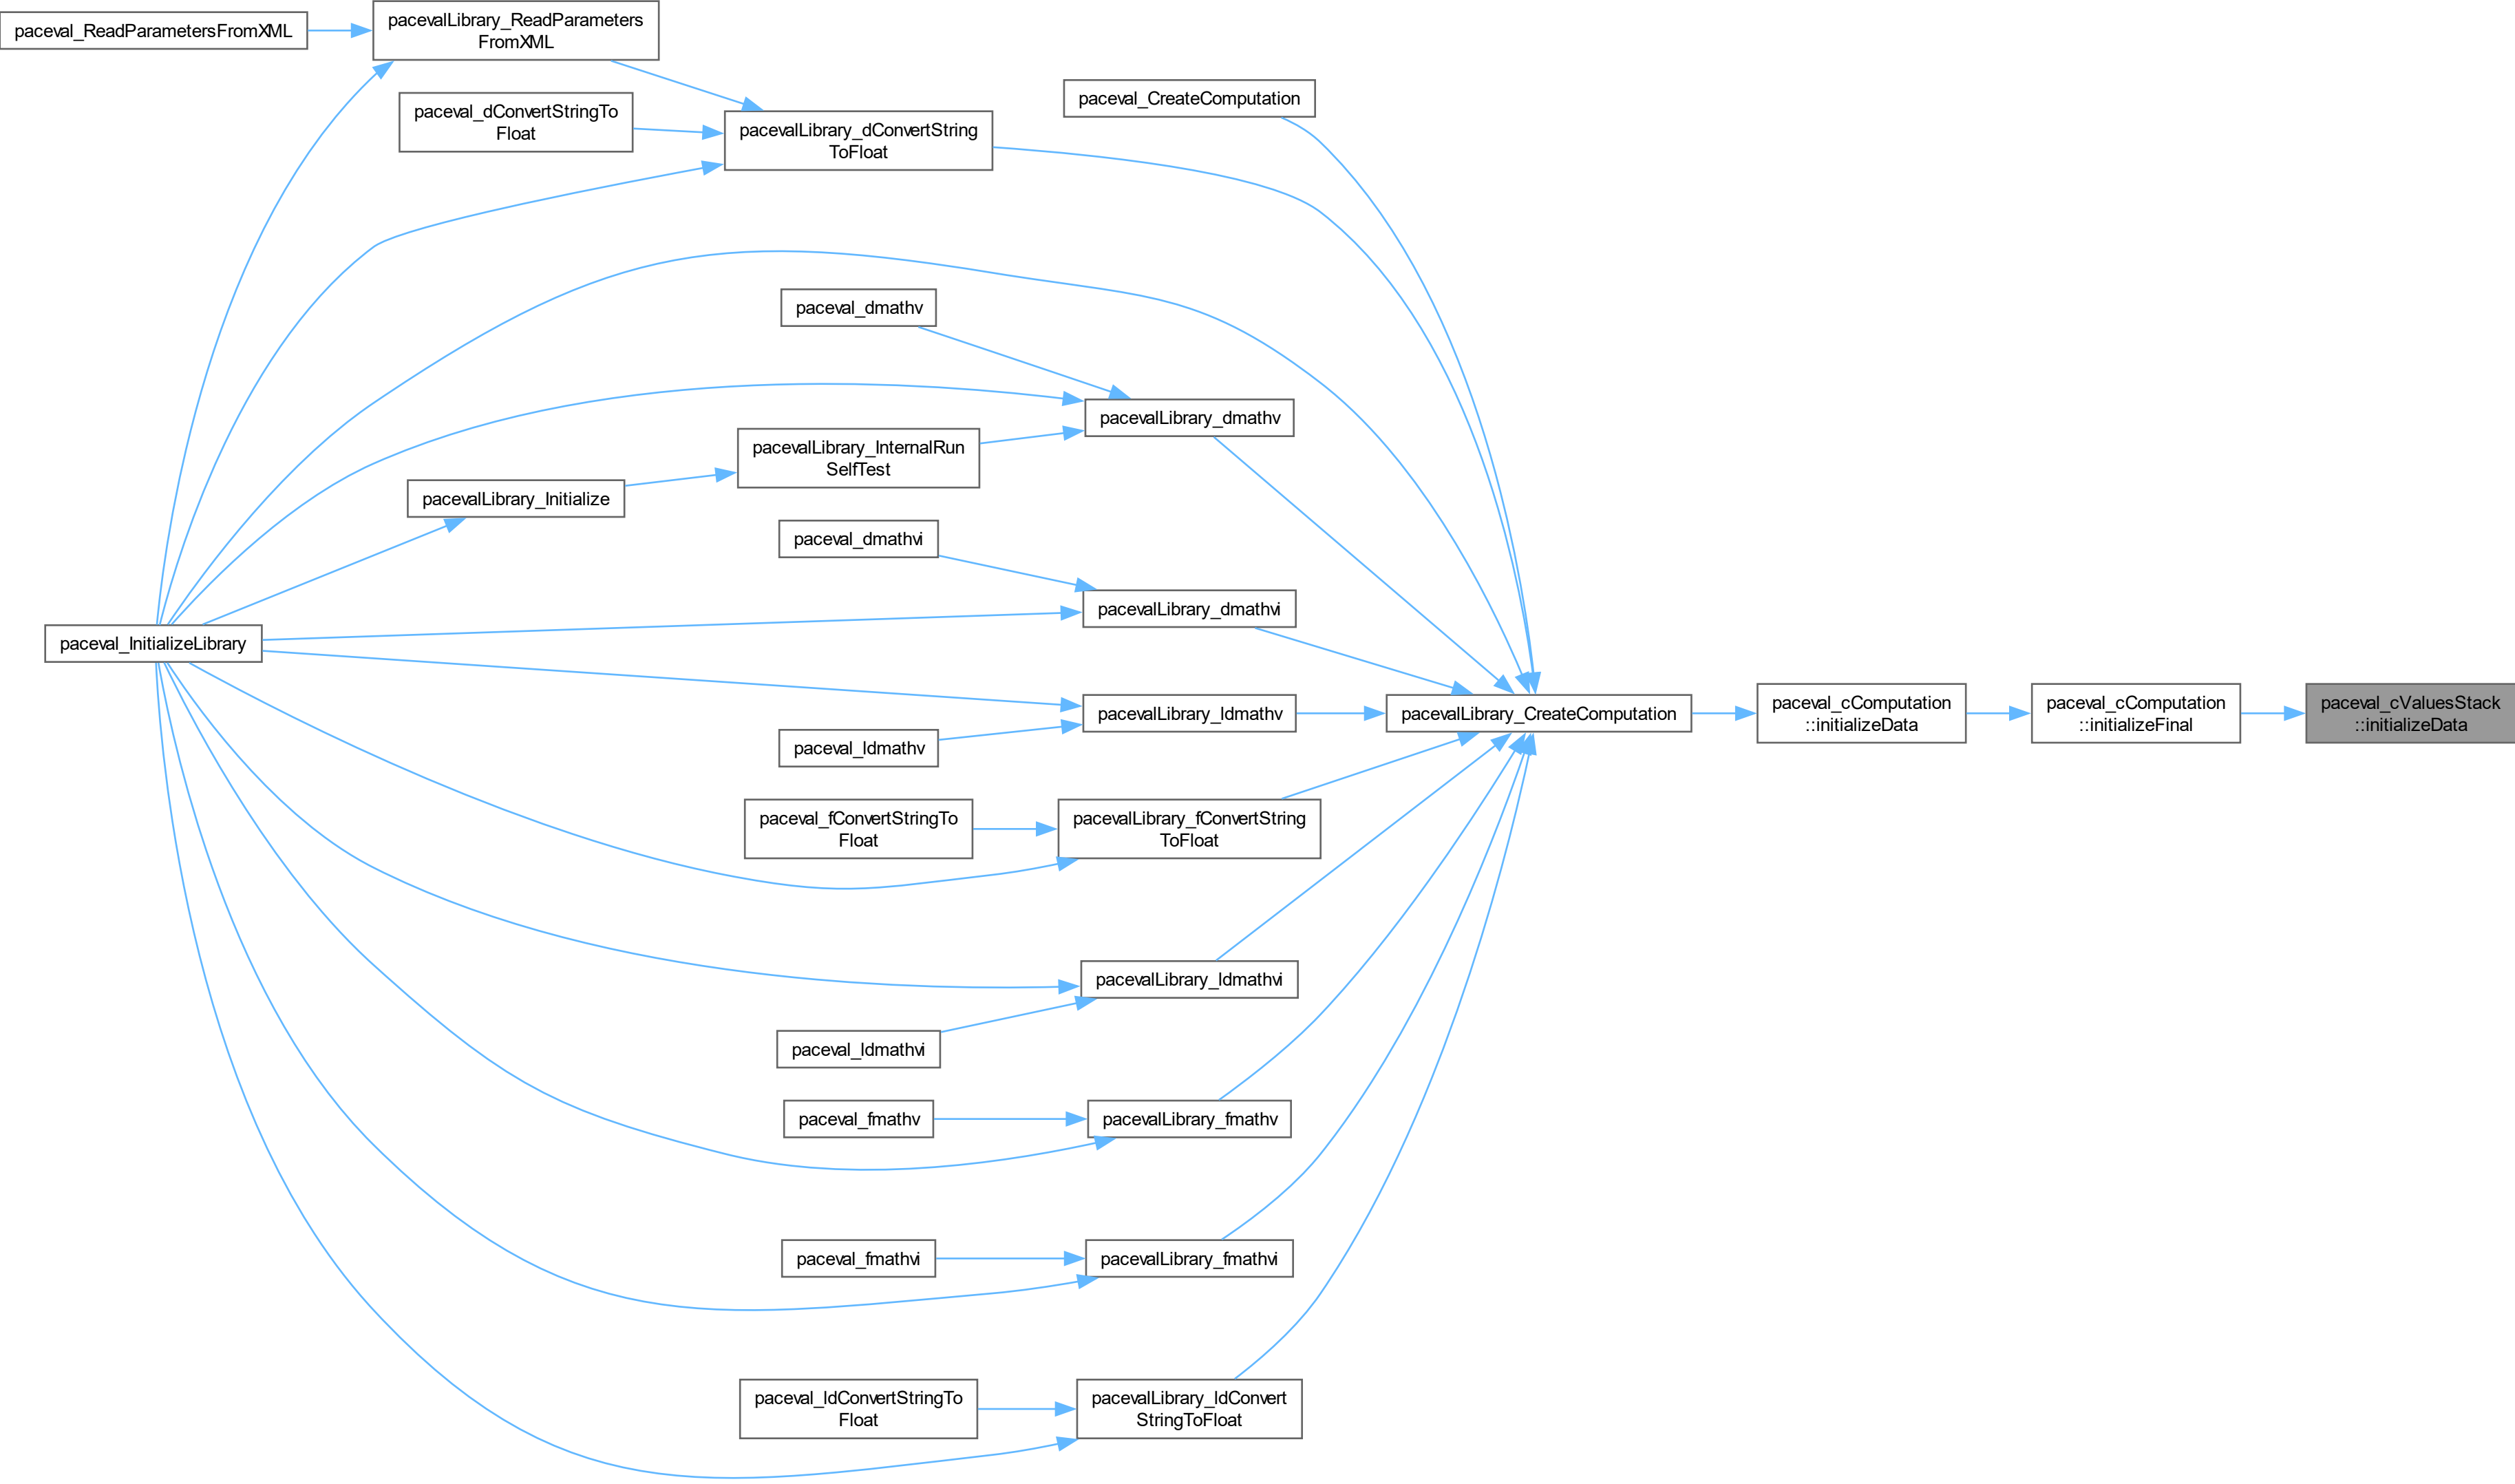 paceval_ReadParametersFromXML
pacevalLibrary_ReadParameters
FromXML
paceval_CreateComputation
paceval_dConvertStringTo
Float
pacevalLibrary_dConvertString
ToFloat
paceval_dmathv
pacevalLibrary_dmathv
pacevalLibrary_InternalRun
SelfTest
pacevalLibrary_Initialize
paceval_dmathvi
pacevalLibrary_dmathvi
paceval_InitializeLibrary
pacevalLibrary_ldmathv
pacevalLibrary_CreateComputation
paceval_cComputation
::initializeData
paceval_cComputation
::initializeFinal
paceval_cValuesStack
::initializeData
paceval_ldmathv
paceval_fConvertStringTo
Float
pacevalLibrary_fConvertString
ToFloat
pacevalLibrary_ldmathvi
paceval_ldmathvi
paceval_fmathv
pacevalLibrary_fmathv
paceval_fmathvi
pacevalLibrary_fmathvi
paceval_ldConvertStringTo
Float
pacevalLibrary_ldConvert
StringToFloat